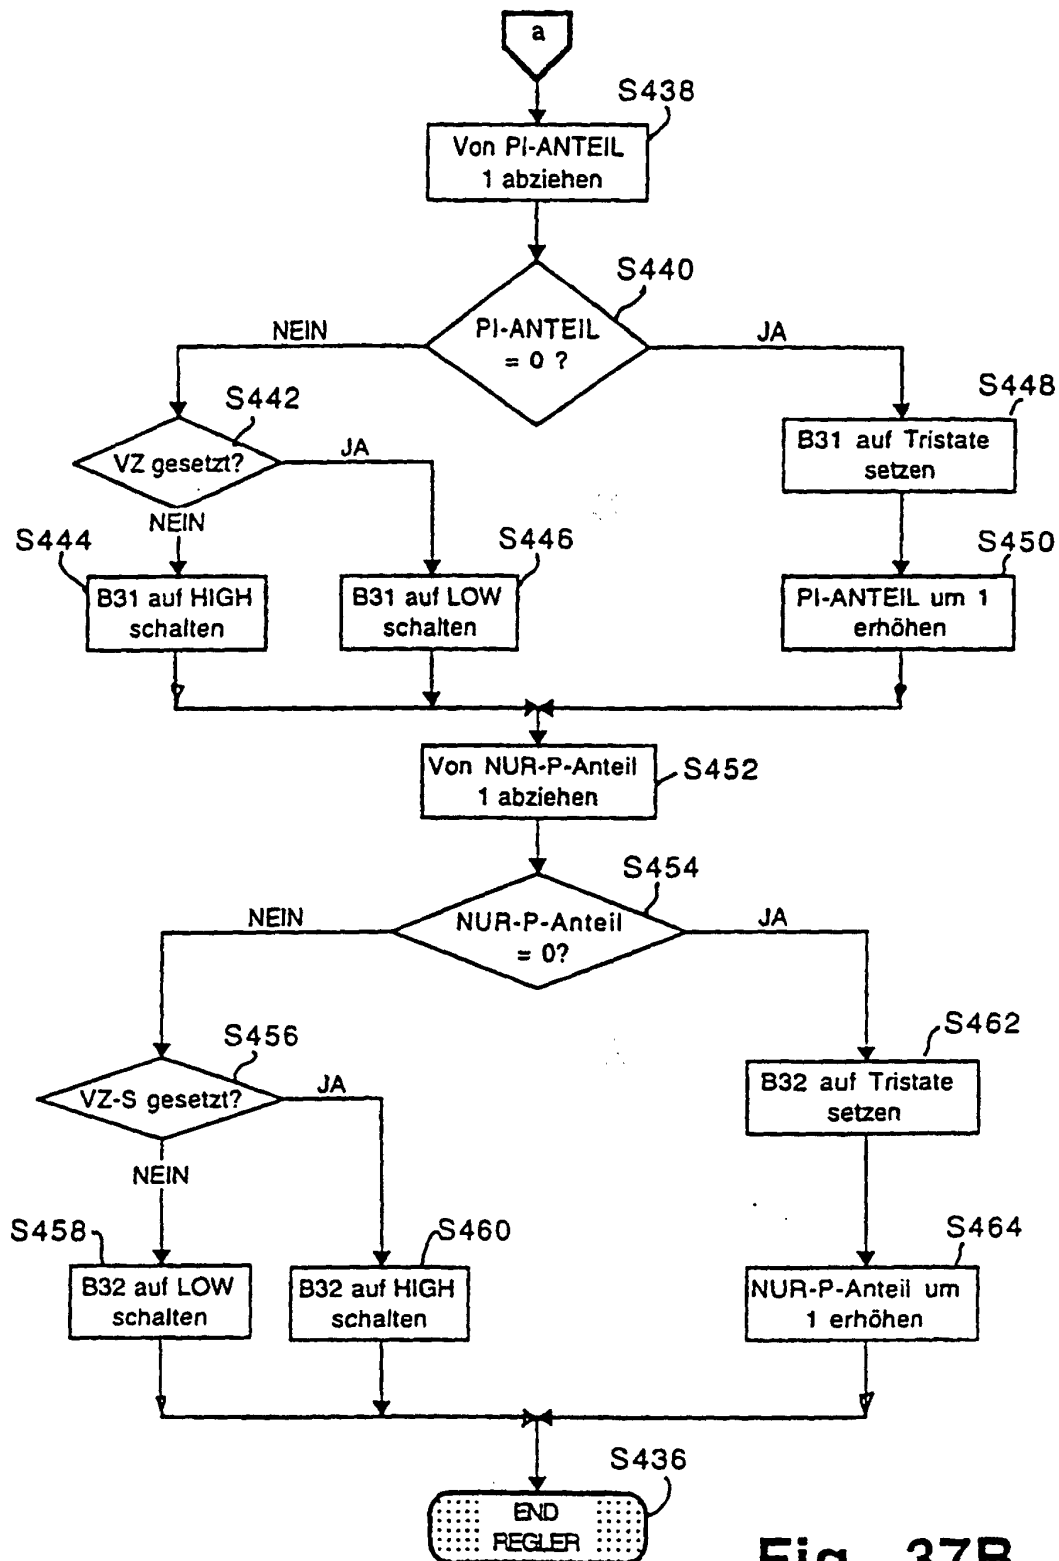 a
S438
Von PI-ANTEIL
1 abziehen
S440
PI-ANTEIL
= 0 ?
NEIN
JA
S442
VZ gesetzt?
JA
NEIN
S448
B31 auf Tristate
setzen
S444
B31 auf HIGH
schalten
S446
B31 auf LOW
schalten
S450
PI-ANTEIL um 1
erhöhen
Von NUR-P-Anteil
1 abziehen
S452
S454
NUR-P-Anteil
= 0?
NEIN
JA
S456
VZ-S gesetzt?
JA
NEIN
S462
B32 auf Tristate
setzen
S458
B32 auf LOW
schalten
S460
B32 auf HIGH
schalten
S464
NUR-P-Anteil um
1 erhöhen
S436
END
REGLER
Fig. 37B